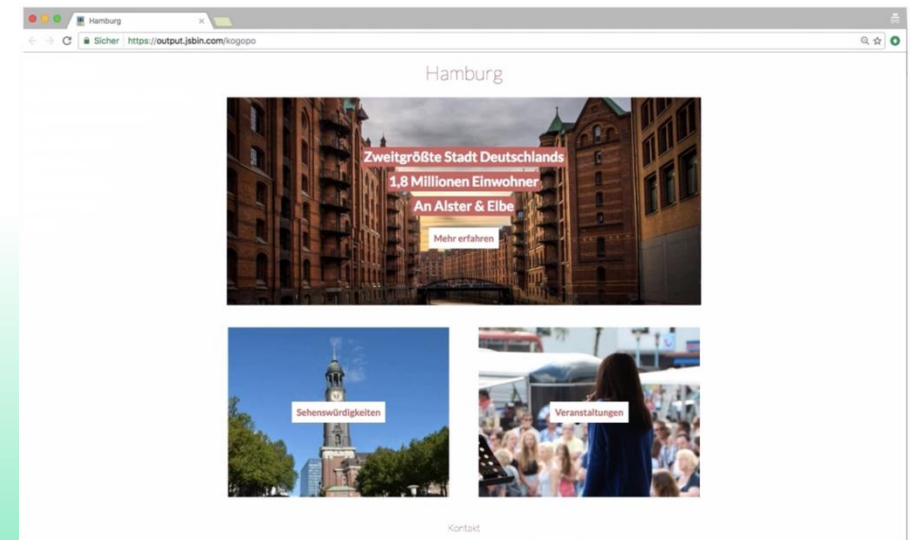 Hamburg
Sicher https://output.jsbin.com/kogopo
Hamburg
Zweitgrößte Stadt Deutschlands
1,8 Millionen Einwohner
An Alster & Elbe
Mehr erfahren
Sehenswürdigkeiten
Veranstaltungen
Kontakt